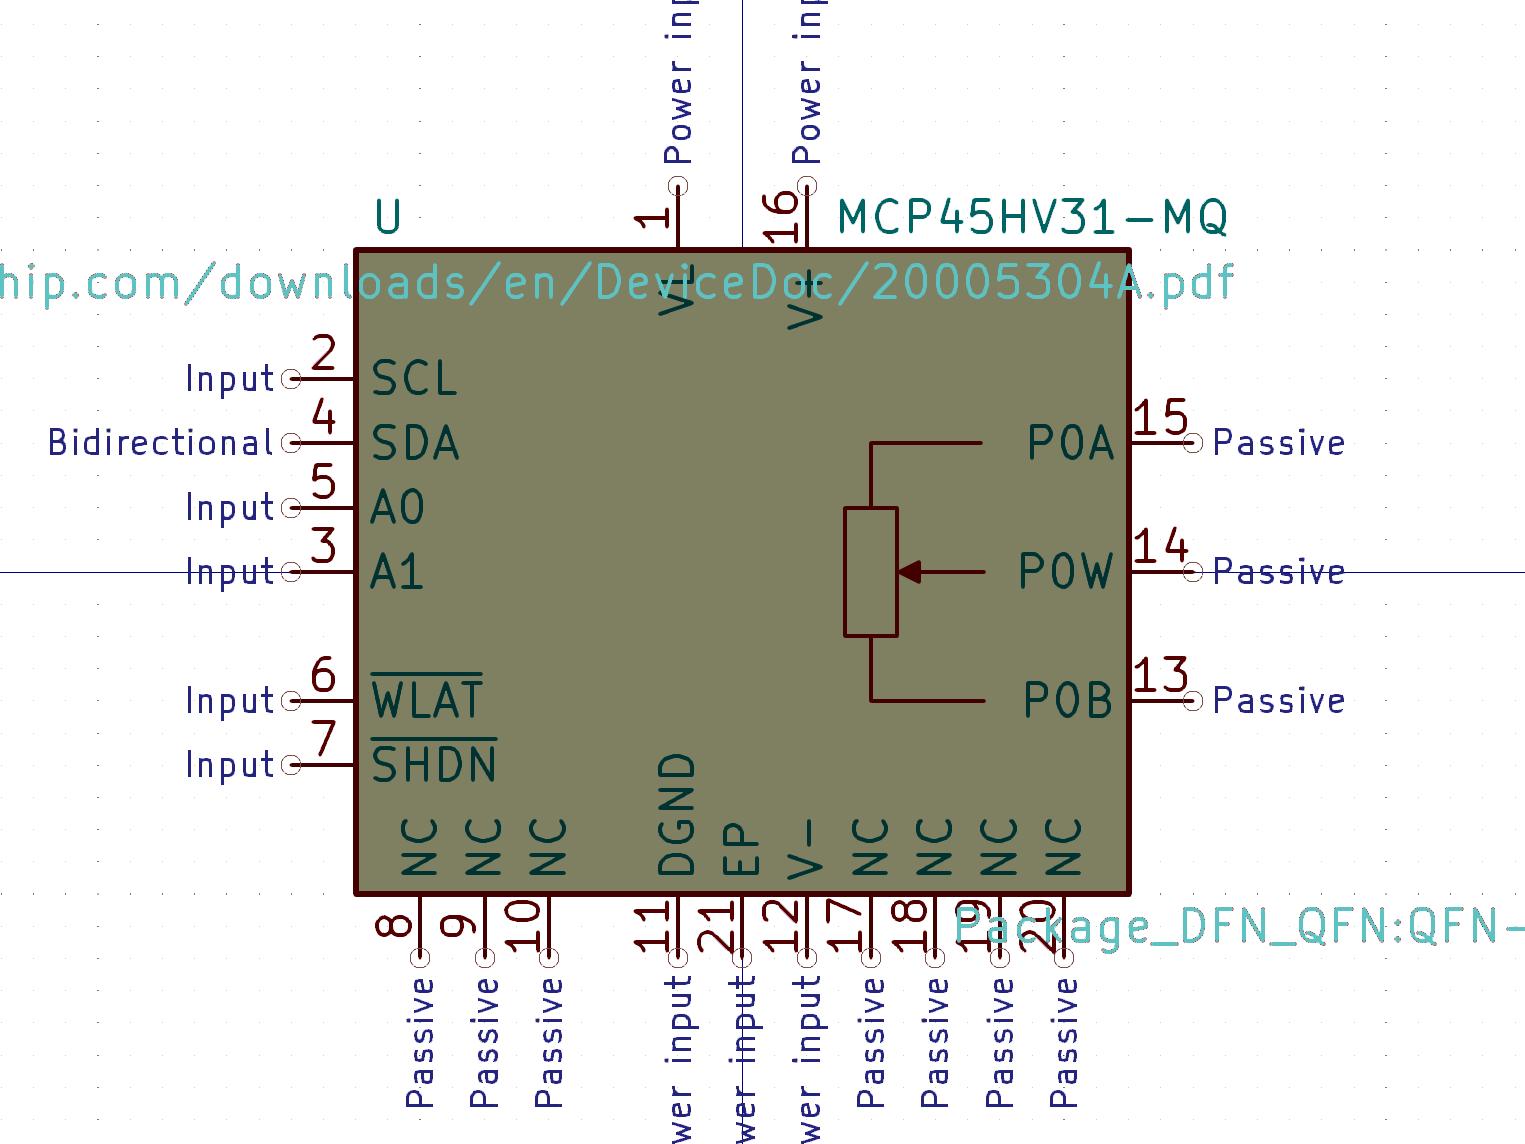 Power inp
Power inp
1
16
U
MCP45HV31-MQ
hip.com/downloads/en/DeviceDoc/20005304A.pdf
VL
V+
Input
2
SCL
Bidirectional
4
SDA
P0A
15
Passive
Input
5
A0
Input
3
A1
P0W
14
Passive
Input
6
WLAT
P0B
13
Passive
Input
7
SHDN
NC
NC
NC
DGND
EP
V-
NC
NC
NC
NC
8
9
10
11
21
12
17
18
19
20
Package_DFN_QFN:QFN-
Passive
Passive
Passive
wer input
wer input
wer input
Passive
Passive
Passive
Passive